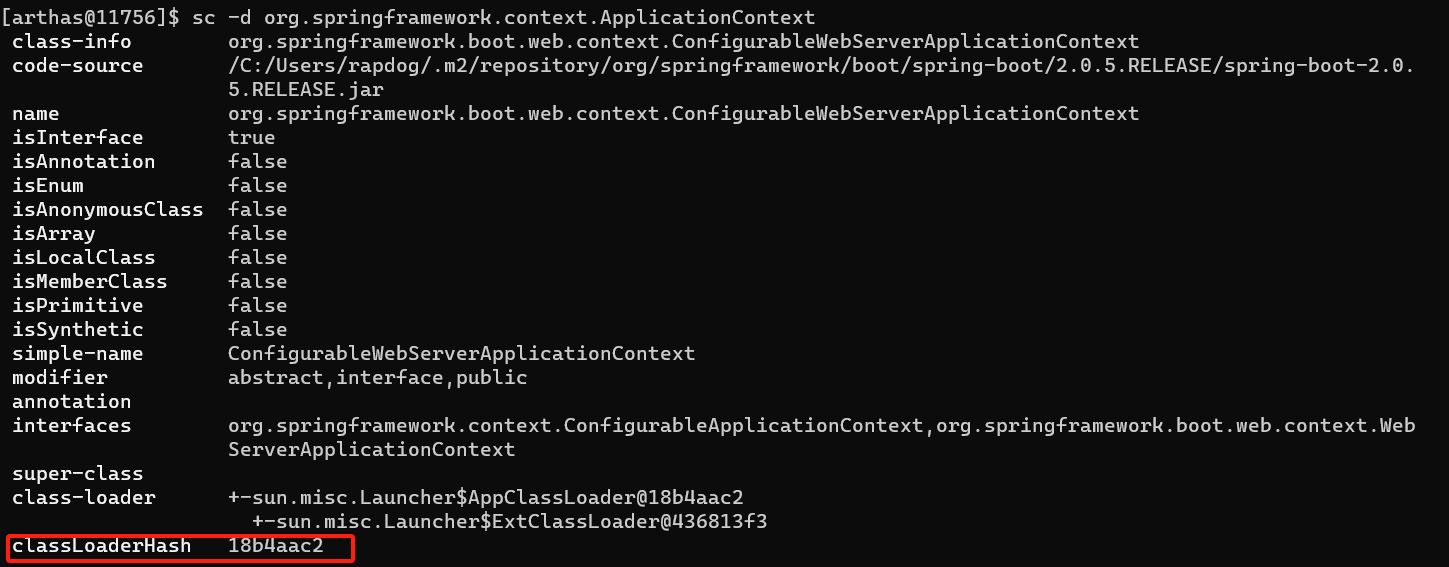 [arthas@11756]$ sc -d org.springframework.context.ApplicationContext
class-info org.springframework.boot.web.context.ConfigurableWebServerApplicationContext
code-source /C:/Users/rapdog/.m2/repository/org/springframework/boot/spring-boot/2.0.5.RELEASE/spring-boot-2.0.
5.RELEASE.jar
name org.springframework.boot.web.context.ConfigurableWebServerApplicationContext
isInterface true
isAnnotation false
isEnum false
isAnonymousClass false
isArray false
isLocalClass false
isMemberClass false
isPrimitive false
isSynthetic false
simple-name ConfigurableWebServerApplicationContext
modifier abstract,interface,public
annotation
interfaces org.springframework.context.ConfigurableApplicationContext,org.springframework.boot.web.context.Web
ServerApplicationContext
super-class
class-loader +-sun.misc.Launcher$AppClassLoader@18b4aac2
+-sun.misc.Launcher$ExtClassLoader@436813f3
classLoaderHash 18b4aac2